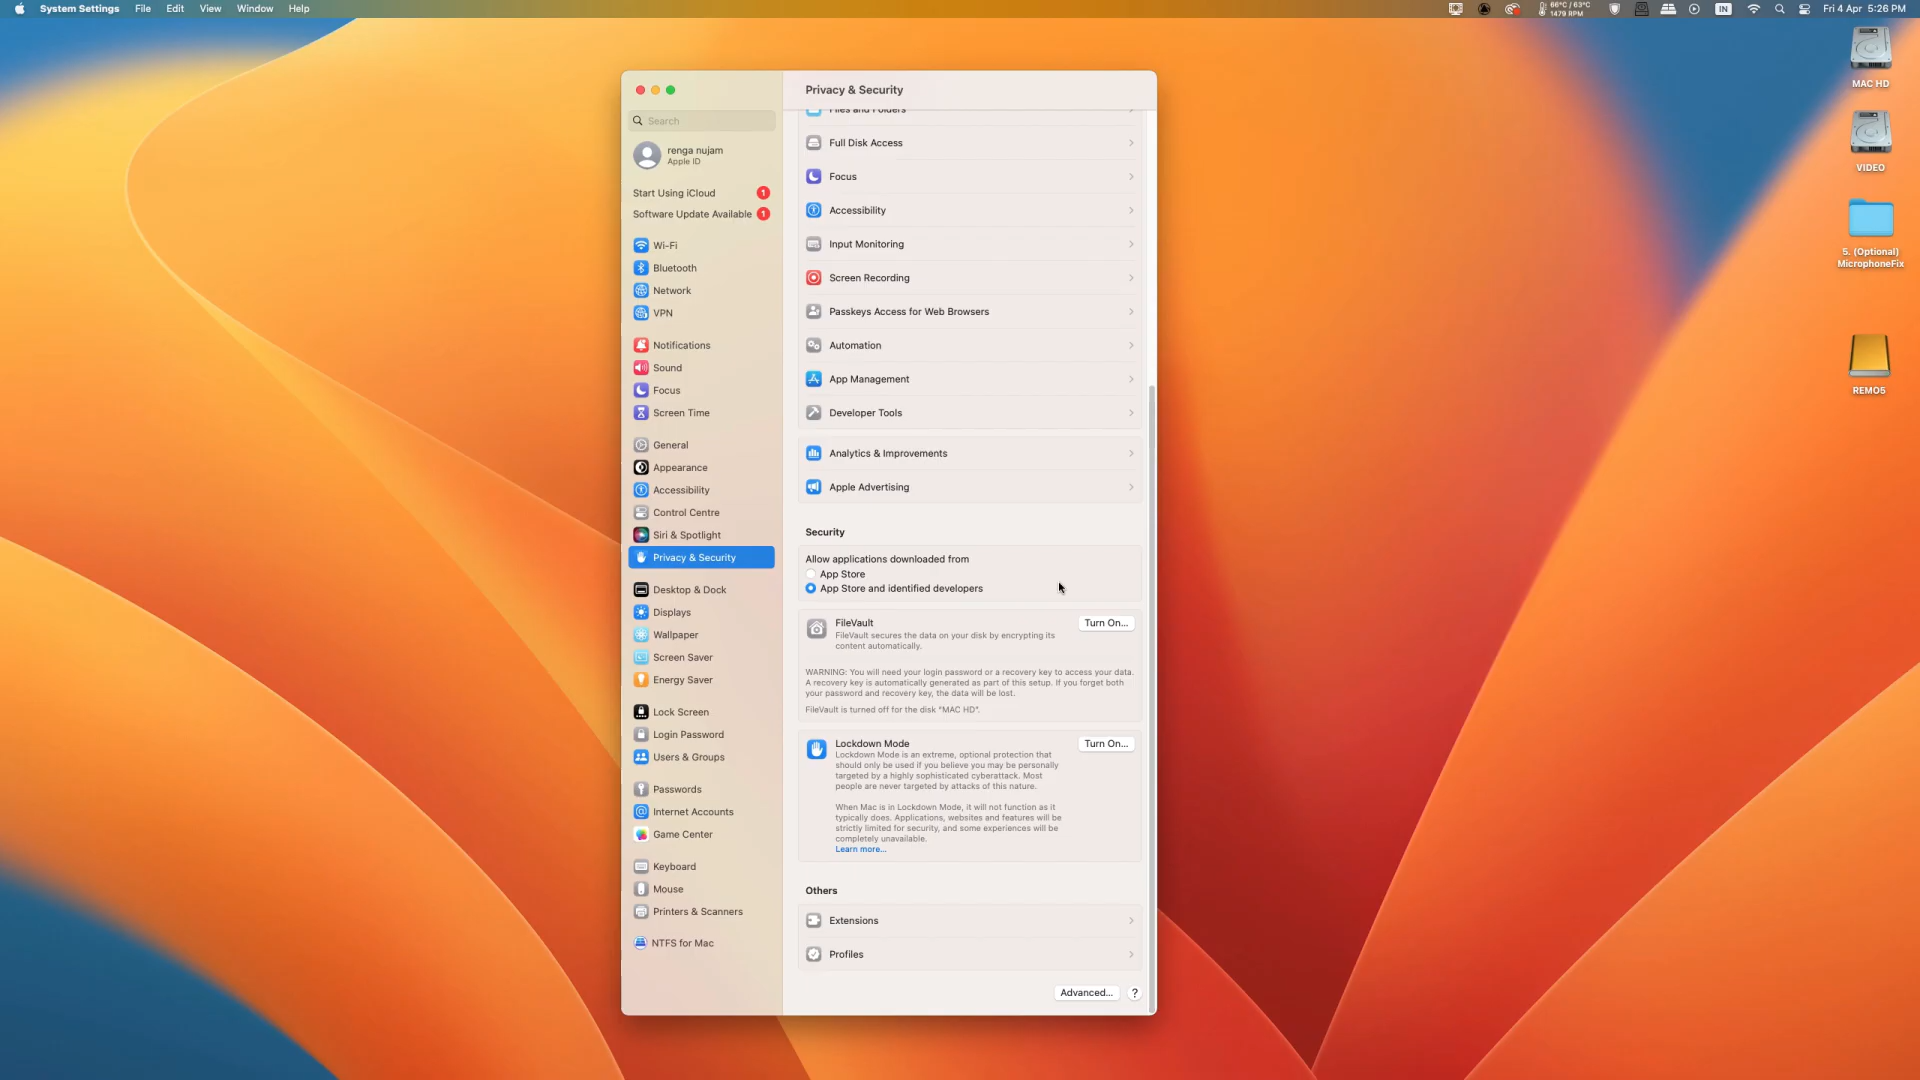 System Settings File Edit View Window Help
66°C / 63°C
1479 RPM
IN
Fri 4 Apr 5:26 PM
MAC HD
VIDEO
5. (Optional)
MicrophoneFix
REMO5
Search
renga nujam
Apple ID
Start Using iCloud 1
Software Update Available 1
Wi-Fi
Bluetooth
Network
VPN
Notifications
Sound
Focus
Screen Time
General
Appearance
Accessibility
Control Centre
Siri & Spotlight
Privacy & Security
Desktop & Dock
Displays
Wallpaper
Screen Saver
Energy Saver
Lock Screen
Login Password
Users & Groups
Passwords
Internet Accounts
Game Center
Keyboard
Mouse
Printers & Scanners
NTFS for Mac
Privacy & Security
Files and Folders
Full Disk Access
Focus
Accessibility
Input Monitoring
Screen Recording
Passkeys Access for Web Browsers
Automation
App Management
Developer Tools
Analytics & Improvements
Apple Advertising
Security
Allow applications downloaded from
App Store
App Store and identified developers
FileVault
Turn On...
FileVault secures the data on your disk by encrypting its
content automatically.
WARNING: You will need your login password or a recovery key to access your data.
A recovery key is automatically generated as part of this setup. If you forget both
your password and recovery key, the data will be lost.
FileVault is turned off for the disk "MAC HD".
Lockdown Mode
Turn On...
Lockdown Mode is an extreme, optional protection that
should only be used if you believe you may be personally
targeted by a highly sophisticated cyberattack. Most
people are never targeted by attacks of this nature.
When Mac is in Lockdown Mode, it will not function as it
typically does. Applications, websites and features will be
strictly limited for security, and some experiences will be
completely unavailable.
Learn more...
Others
Extensions
Profiles
Advanced... ?